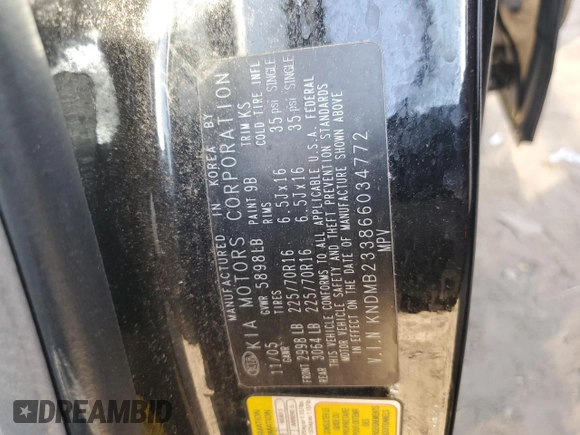 MANUFACTURED IN KOREA BY
KIA KIA MOTORS CORPORATION
11/05 GVWR 5898LB PAINT 9B TRIM KS
GAWR TIRES RIMS COLD TIRE INFL
FRONT 2998 LB 225/70R16 6.5Jx16 35 psi SINGLE
REAR 3064 LB 225/70R16 6.5Jx16 35 psi SINGLE
THIS VEHICLE CONFORMS TO ALL APPLICABLE U.S.A. FEDERAL
MOTOR VEHICLE SAFETY AND THEFT PREVENTION STANDARDS
IN EFFECT ON THE DATE OF MANUFACTURE SHOWN ABOVE
V.I.N KNDMB233866034772
MPV
DREAMBID